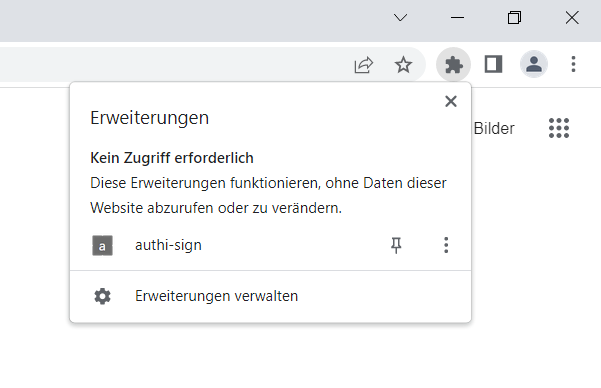 Bilder
Erweiterungen
Kein Zugriff erforderlich
Diese Erweiterungen funktionieren, ohne Daten dieser
Website abzurufen oder zu verändern.
a authi-sign
Erweiterungen verwalten